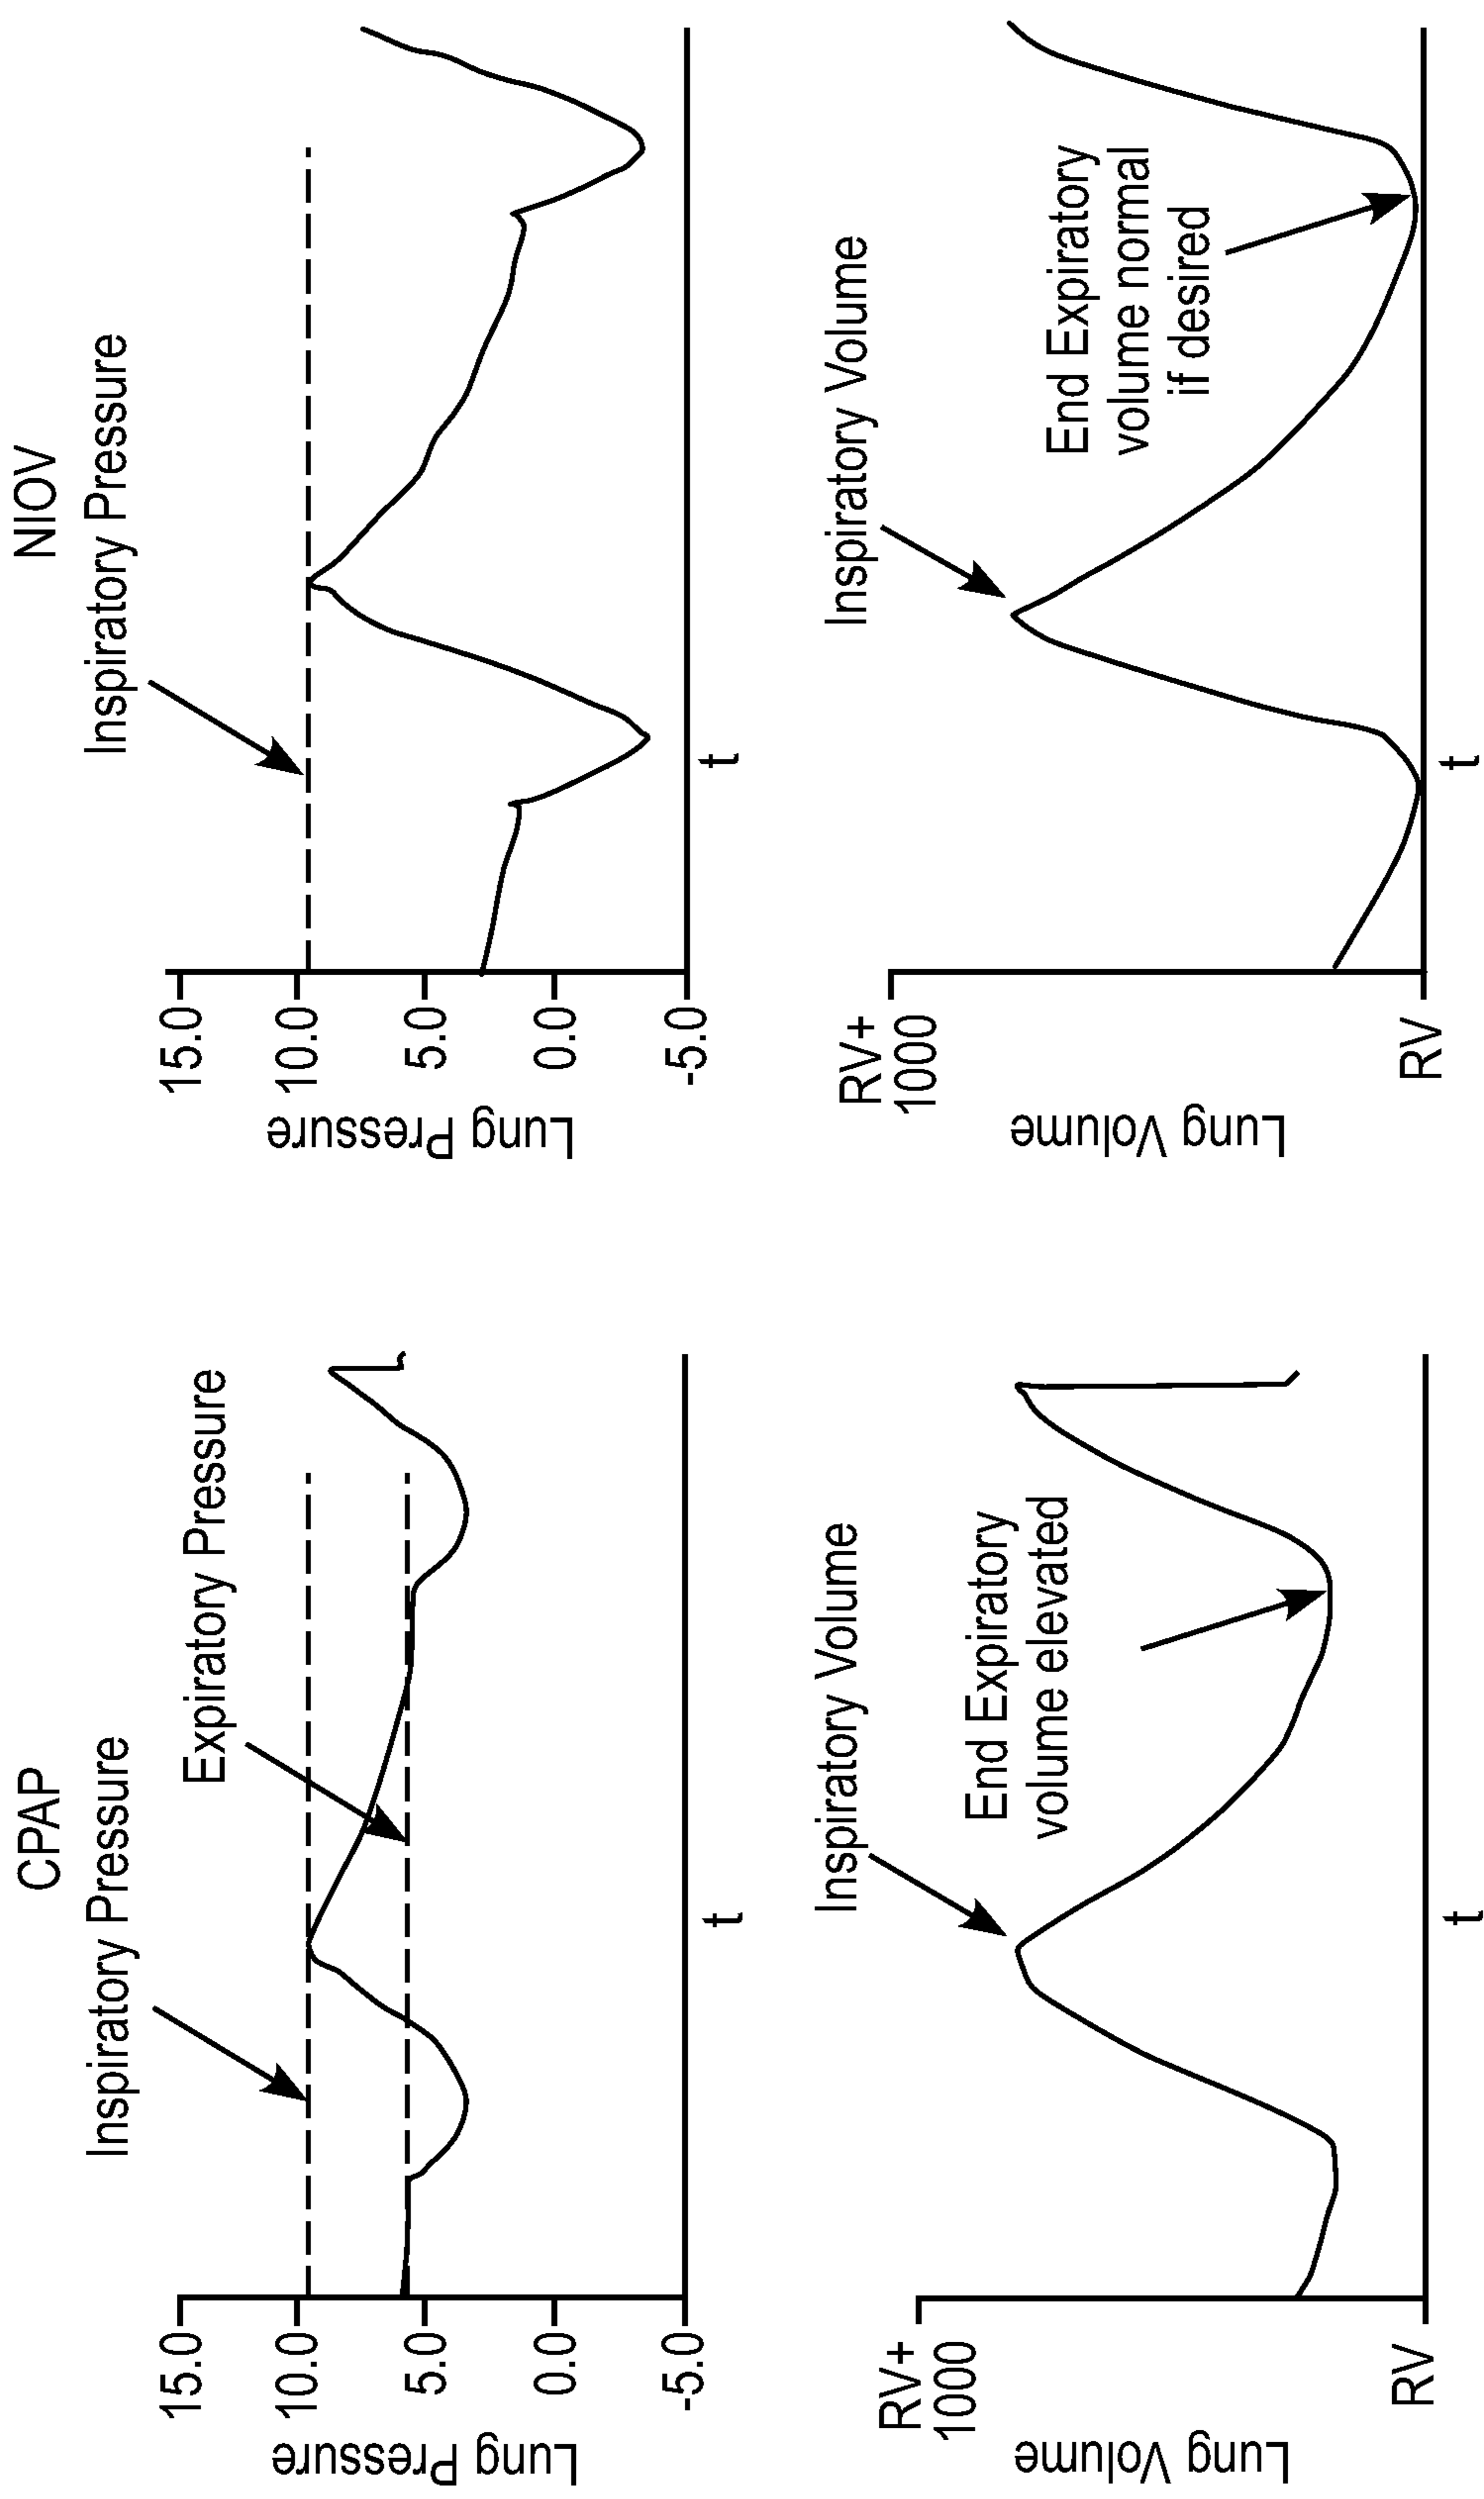 CPAP
Inspiratory Pressure
Expiratory Pressure
15.0
10.0
5.0
0.0
-5.0
Lung Pressure
t
NIOV
Inspiratory Pressure
15.0
10.0
5.0
0.0
-5.0
Lung Pressure
t
Inspiratory Volume
RV+
1000
End Expiratory
volume elevated
Lung Volume
RV
t
Inspiratory Volume
RV+
1000
End Expiratory
volume normal
if desired
Lung Volume
RV
t